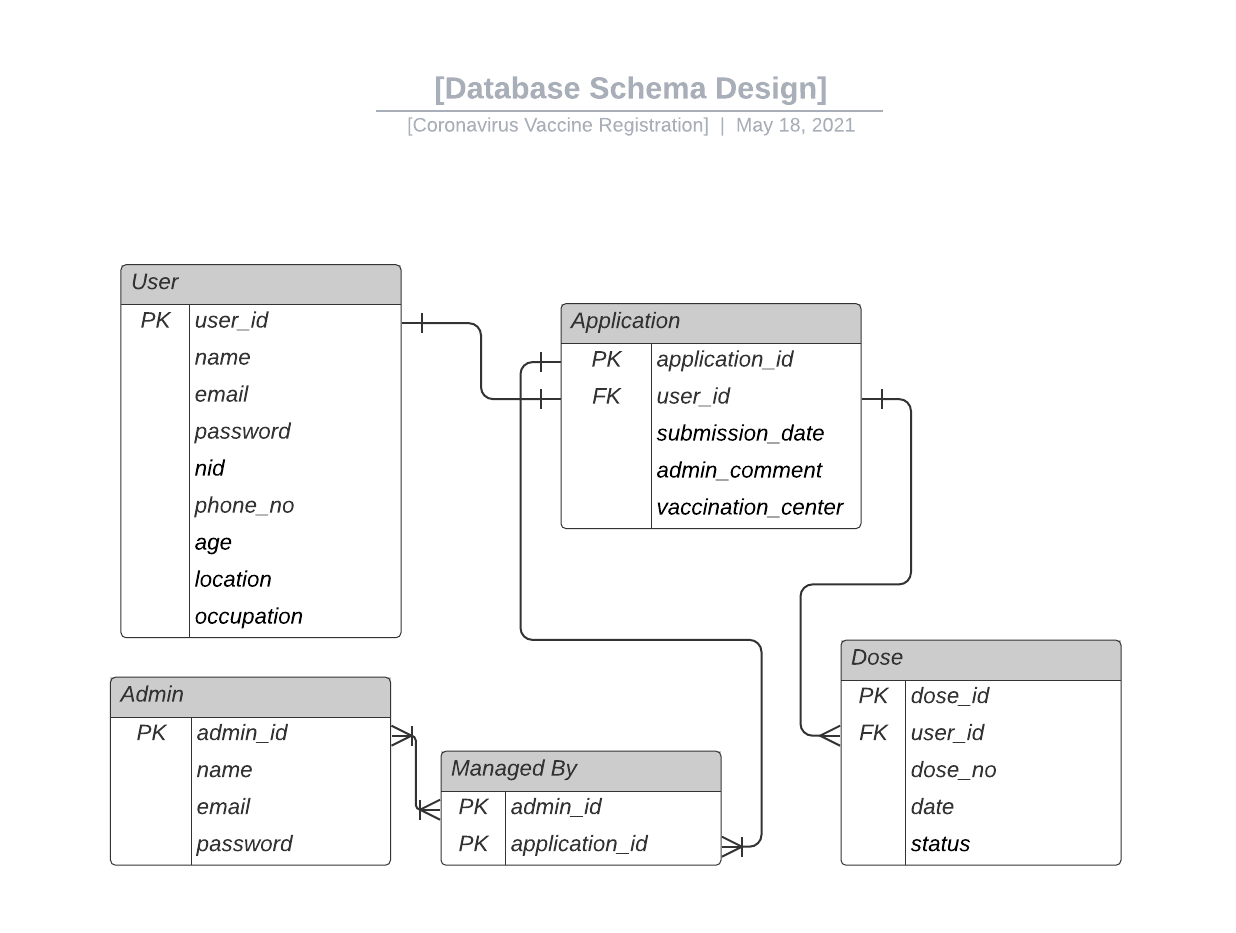 [Database Schema Design]
[Coronavirus Vaccine Registration] | May 18, 2021
User
PK user_id
name
email
password
nid
phone_no
age
location
occupation
Application
PK application_id
FK user_id
submission_date
admin_comment
vaccination_center
Admin
PK admin_id
name
email
password
Managed By
PK admin_id
PK application_id
Dose
PK dose_id
FK user_id
dose_no
date
status